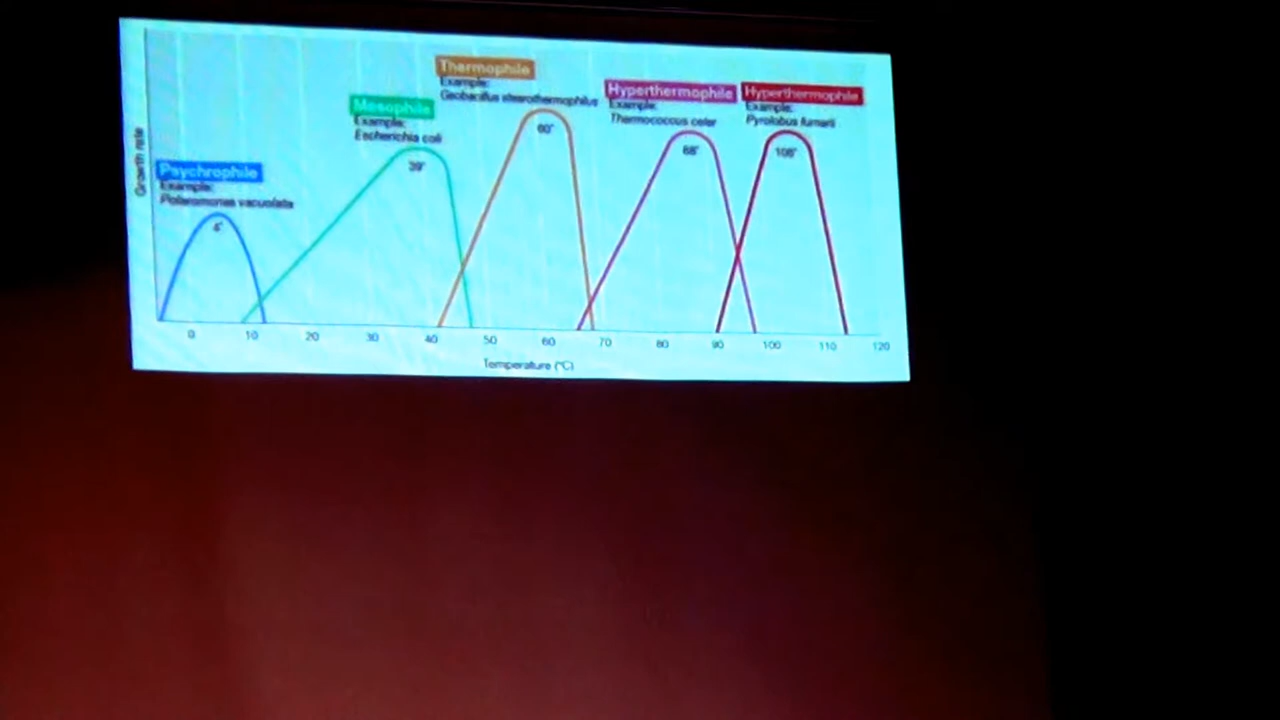 Thermophile
Example:
Geobacillus stearothermophilus
Hyperthermophile
Example:
Thermococcus celer
Hyperthermophile
Example:
Pyrolobus fumarii
Mesophile
Example:
Escherichia coli
Psychrophile
Example:
Polaromonas vacuolata
4°
39°
60°
88°
106°
Growth rate
0 10 20 30 40 50 60 70 80 90 100 110 120
Temperature (°C)